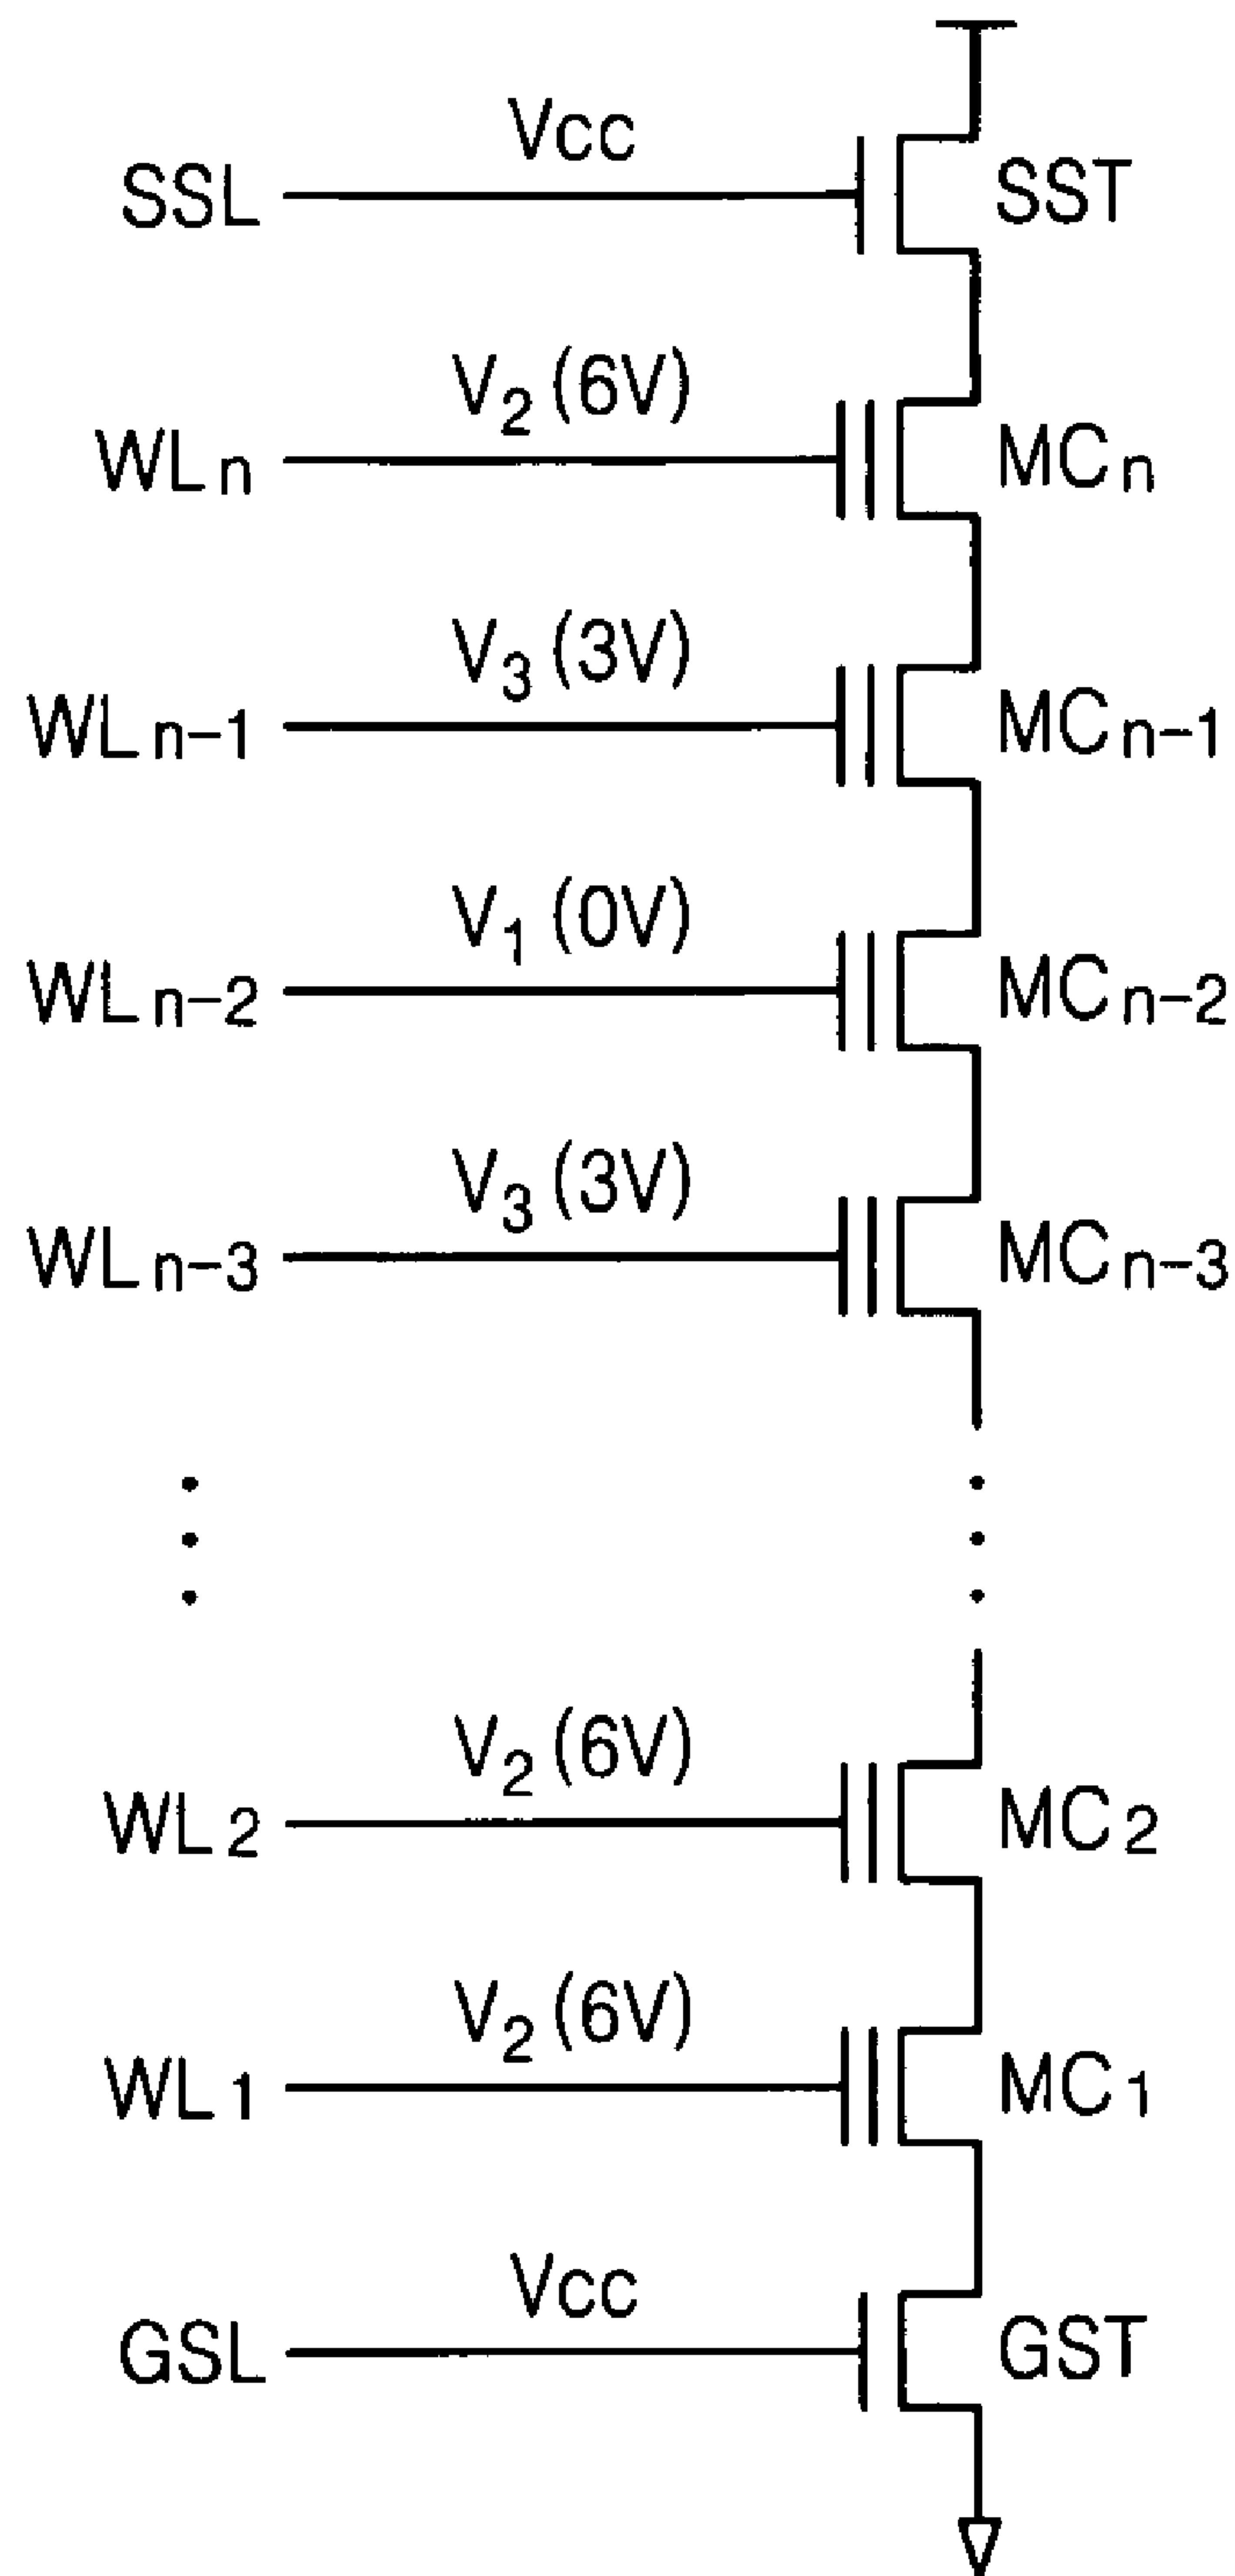 Vcc
SSL SST
V2 (6V)
WLn MCn
V3 (3V)
WLn-1 MCn-1
V1 (0V)
WLn-2 MCn-2
V3 (3V)
WLn-3 MCn-3
V2 (6V)
WL2 MC2
V2 (6V)
WL1 MC1
Vcc
GSL GST